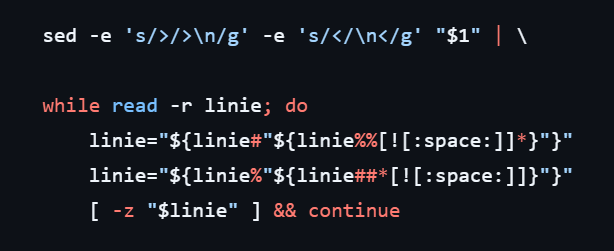 sed -e 's/>/>\n/g' -e 's/</\n</g' "$1" | \
while read -r linie; do
linie="${linie#"${linie%%[![:space:]]*}"}"
linie="${linie%"${linie##*[![:space:]]}"}"
[ -z "$linie" ] && continue